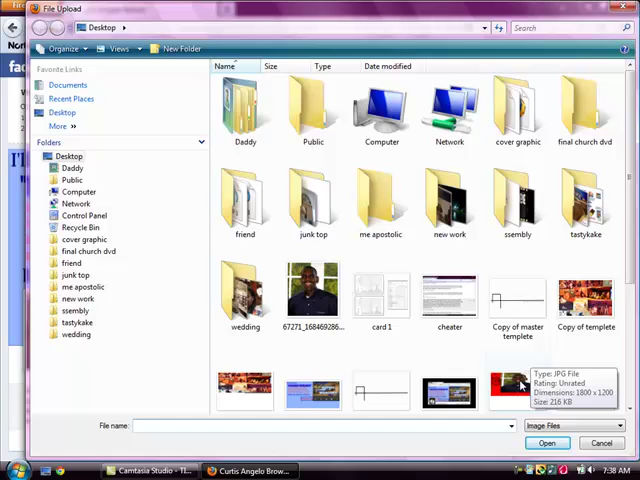 File Upload
Desktop
Search
Organize
Views
New Folder
Favorite Links
Documents
Recent Places
Desktop
More »
Folders
Desktop
Daddy
Public
Computer
Network
Control Panel
Recycle Bin
cover graphic
final church dvd
friend
junk top
me apostolic
new work
ssembly
tastykake
wedding
Name
Size
Type
Date modified
Daddy
Public
Computer
Network
cover graphic
final church dvd
friend
junk top
me apostolic
new work
ssembly
tastykake
wedding
67271_168469286...
card 1
cheater
Copy of master templete
Copy of templete
Type: JPG File
Rating: Unrated
Dimensions: 1800 x 1200
Size: 216 KB
File name:
Image Files
Open
Cancel
Camtasia Studio - Ti...
Curtis Angelo Brow...
7:38 AM